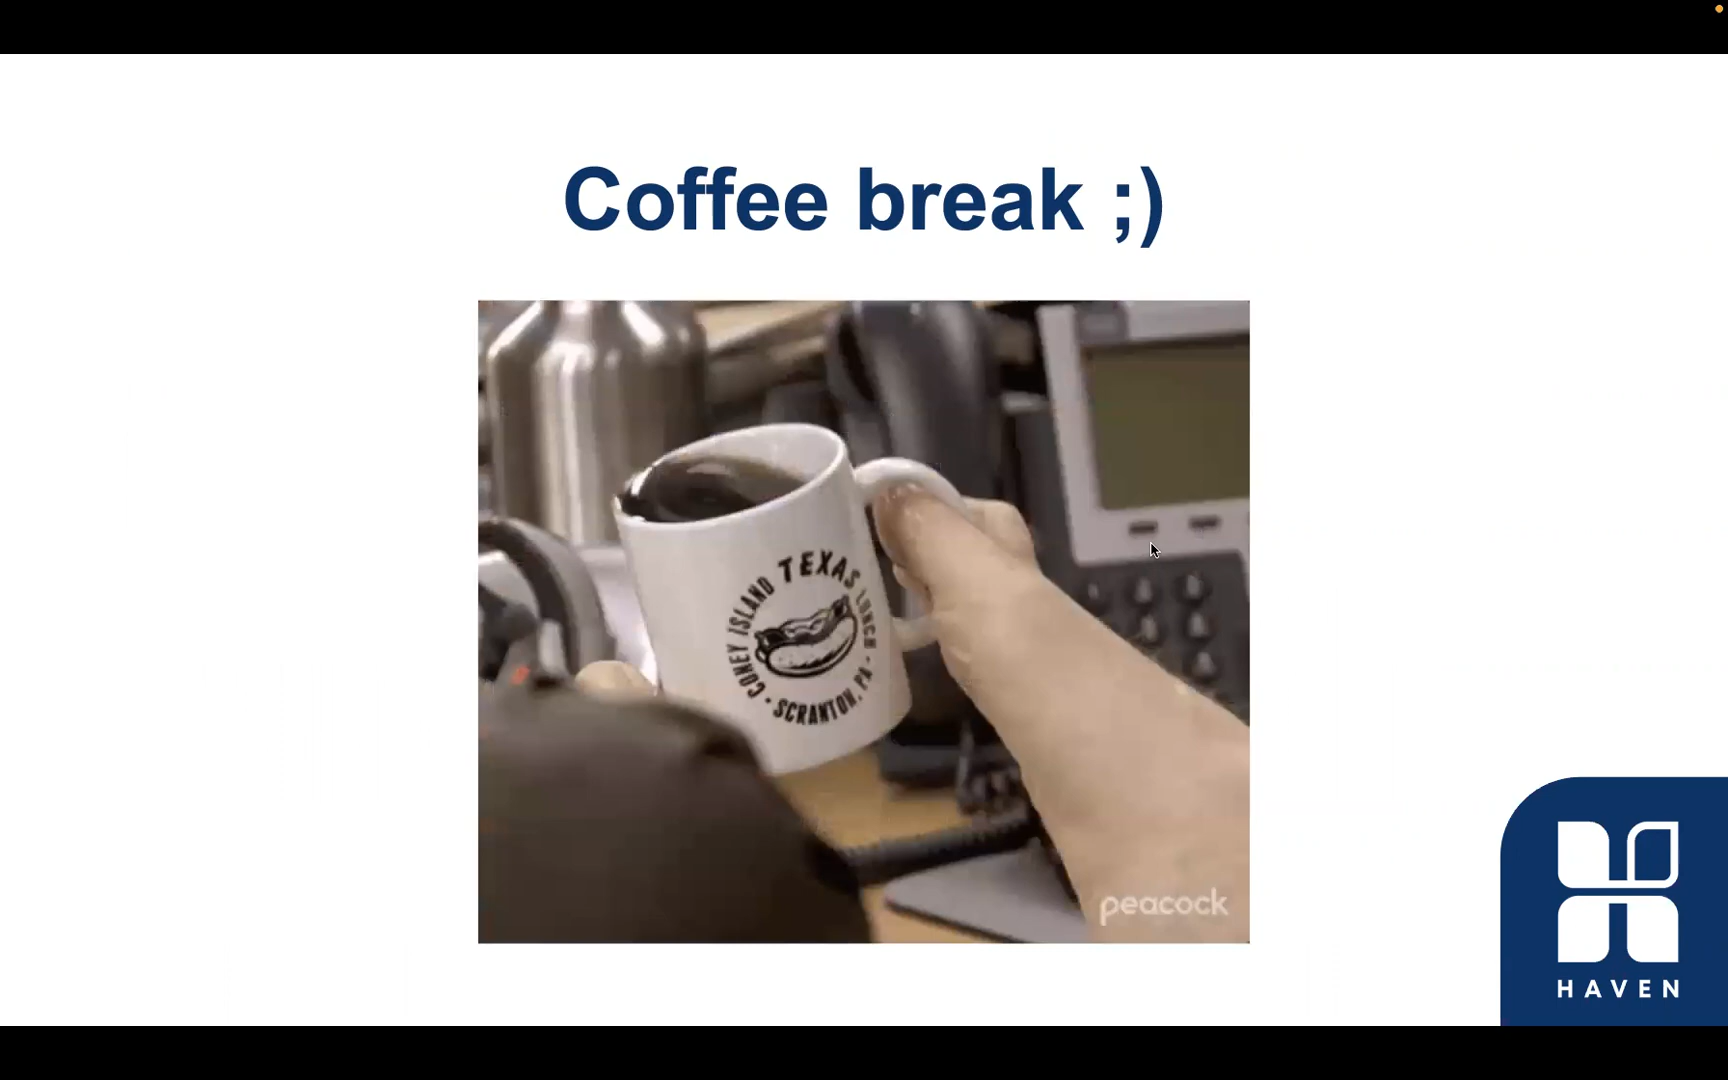 Coffee break ;)
CONEY ISLAND TEXAS LUNCH
• SCRANTON, PA •
peacock
HAVEN